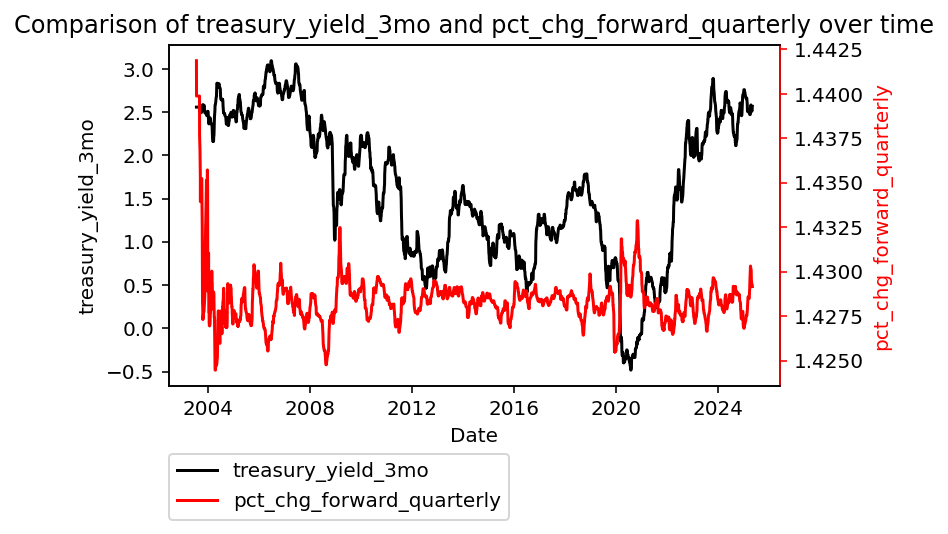 Comparison of treasury_yield_3mo and pct_chg_forward_quarterly over time
treasury_yield_3mo
3.0
2.5
2.0
1.5
1.0
0.5
0.0
−0.5
1.4425
1.4400
1.4375
1.4350
1.4325
1.4300
1.4275
1.4250
pct_chg_forward_quarterly
2004 2008 2012 2016 2020 2024
Date
treasury_yield_3mo
pct_chg_forward_quarterly